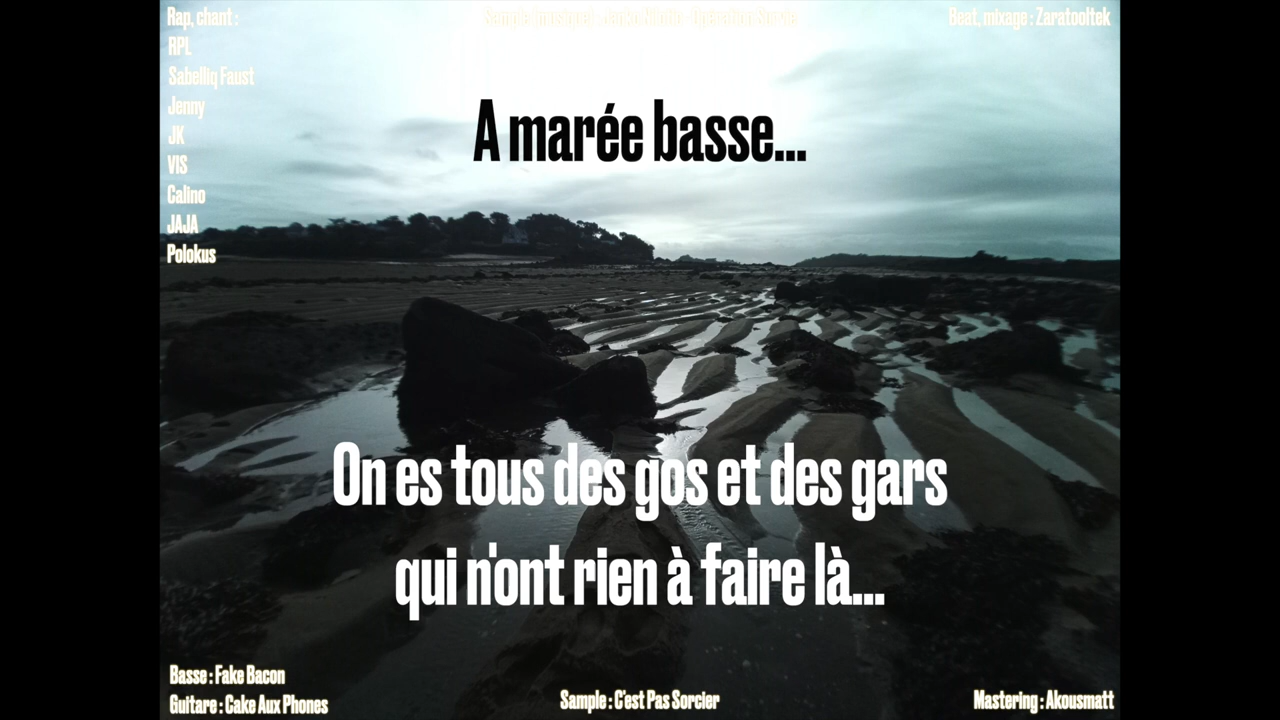 Rap, chant :
RPL
Sabelliq Faust
Jenny
JK
VIS
Calino
JAJA
Polokus
Beat, mixage : Zaratooltek
A marée basse...
On es tous des gos et des gars
qui n'ont rien à faire là...
Basse : Fake Bacon
Guitare : Cake Aux Phones
Sample : C'est Pas Sorcier
Mastering : Akousmatt